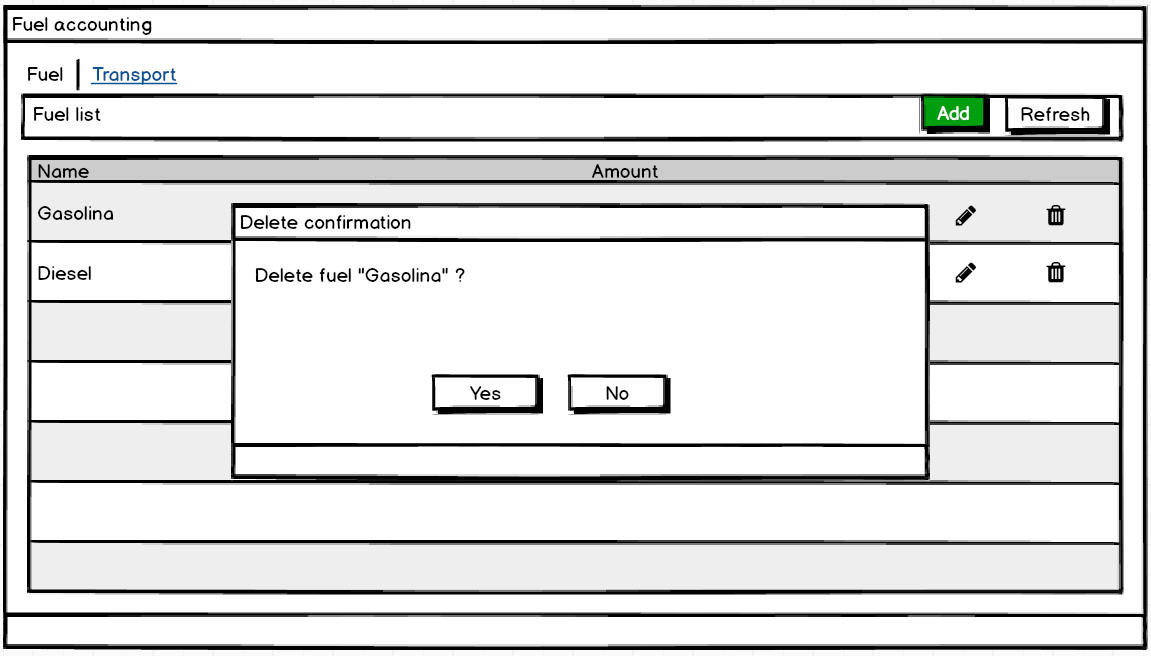 Fuel accounting
Fuel Transport
Fuel list Add Refresh
Name Amount
Gasolina
Delete confirmation
Diesel
Delete fuel "Gasolina" ?
Yes No